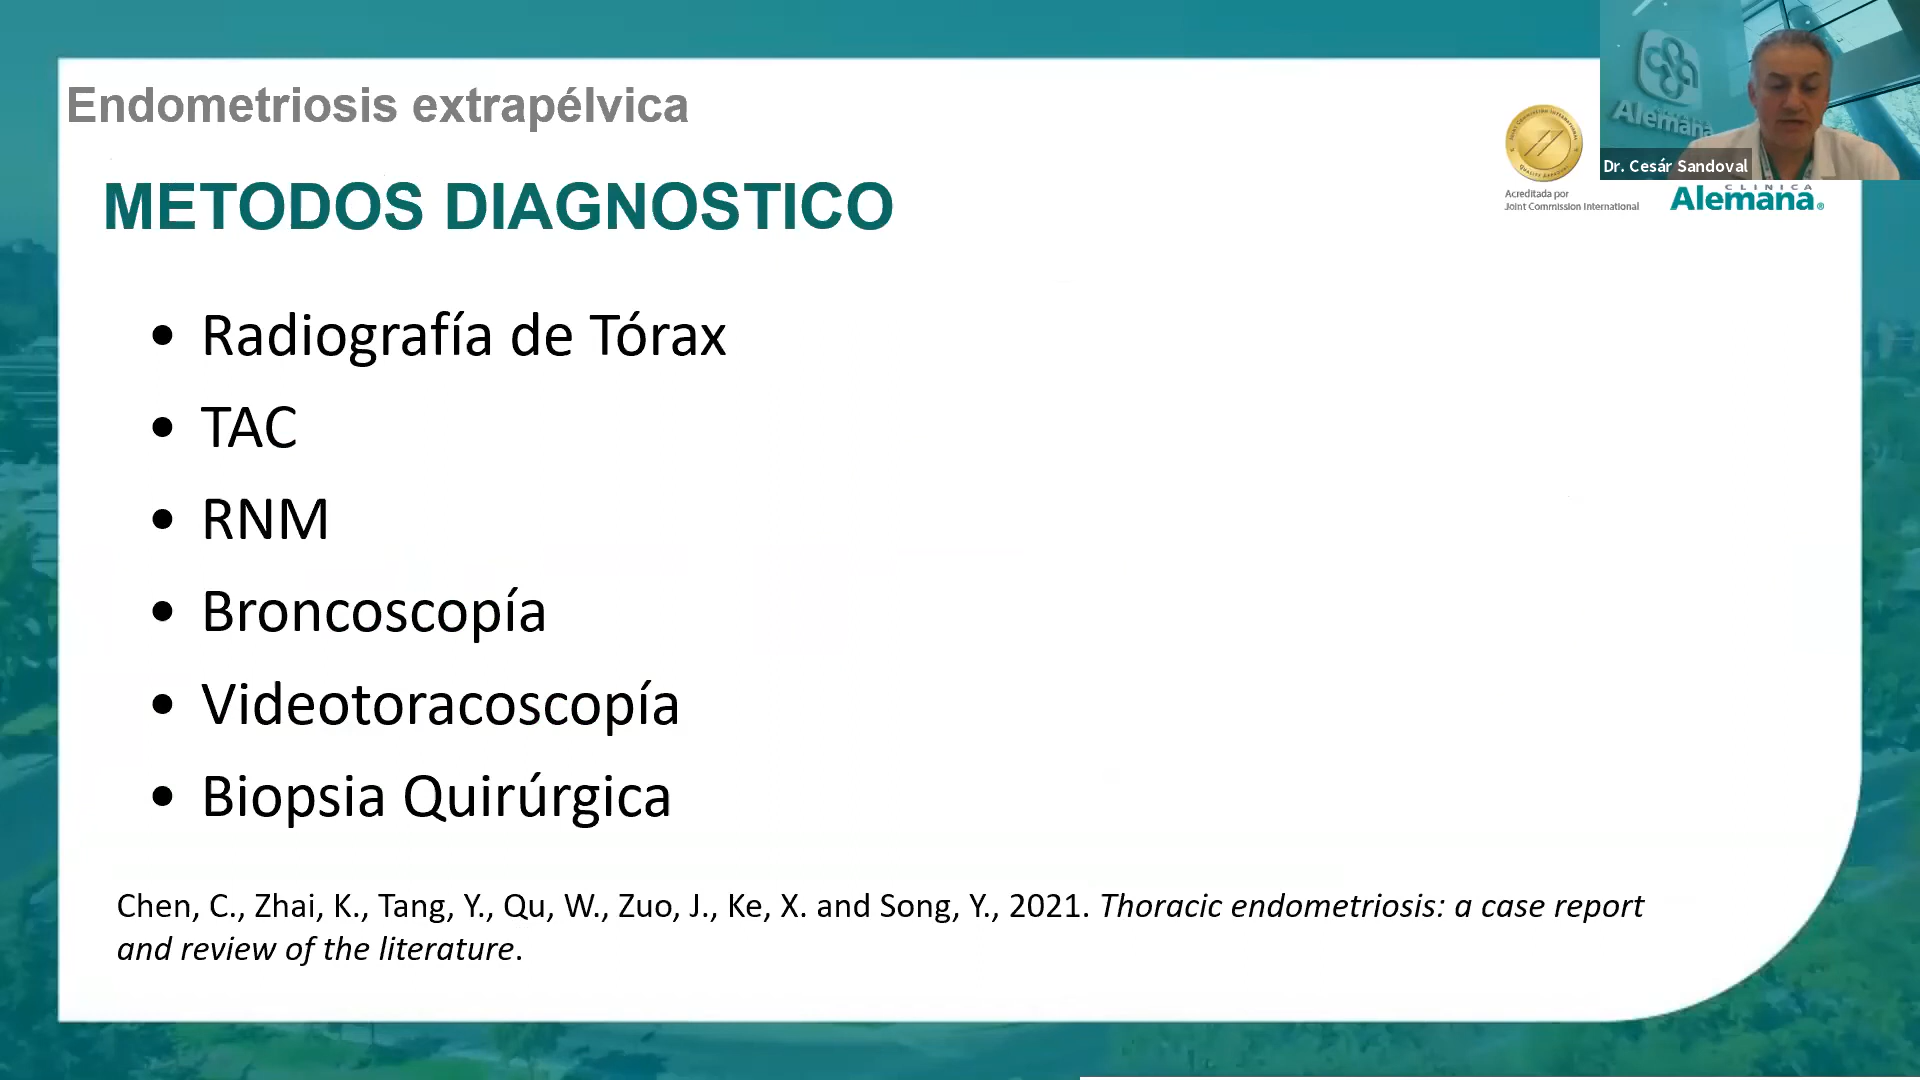 Endometriosis extrapélvica
METODOS DIAGNOSTICO
• Radiografía de Tórax
• TAC
• RNM
• Broncoscopía
• Videotoracoscopía
• Biopsia Quirúrgica
Chen, C., Zhai, K., Tang, Y., Qu, W., Zuo, J., Ke, X. and Song, Y., 2021. Thoracic endometriosis: a case report
and review of the literature.
Acreditada por
Joint Commission International
CLINICA
Alemana®
Alemana
Dr. Cesár Sandoval